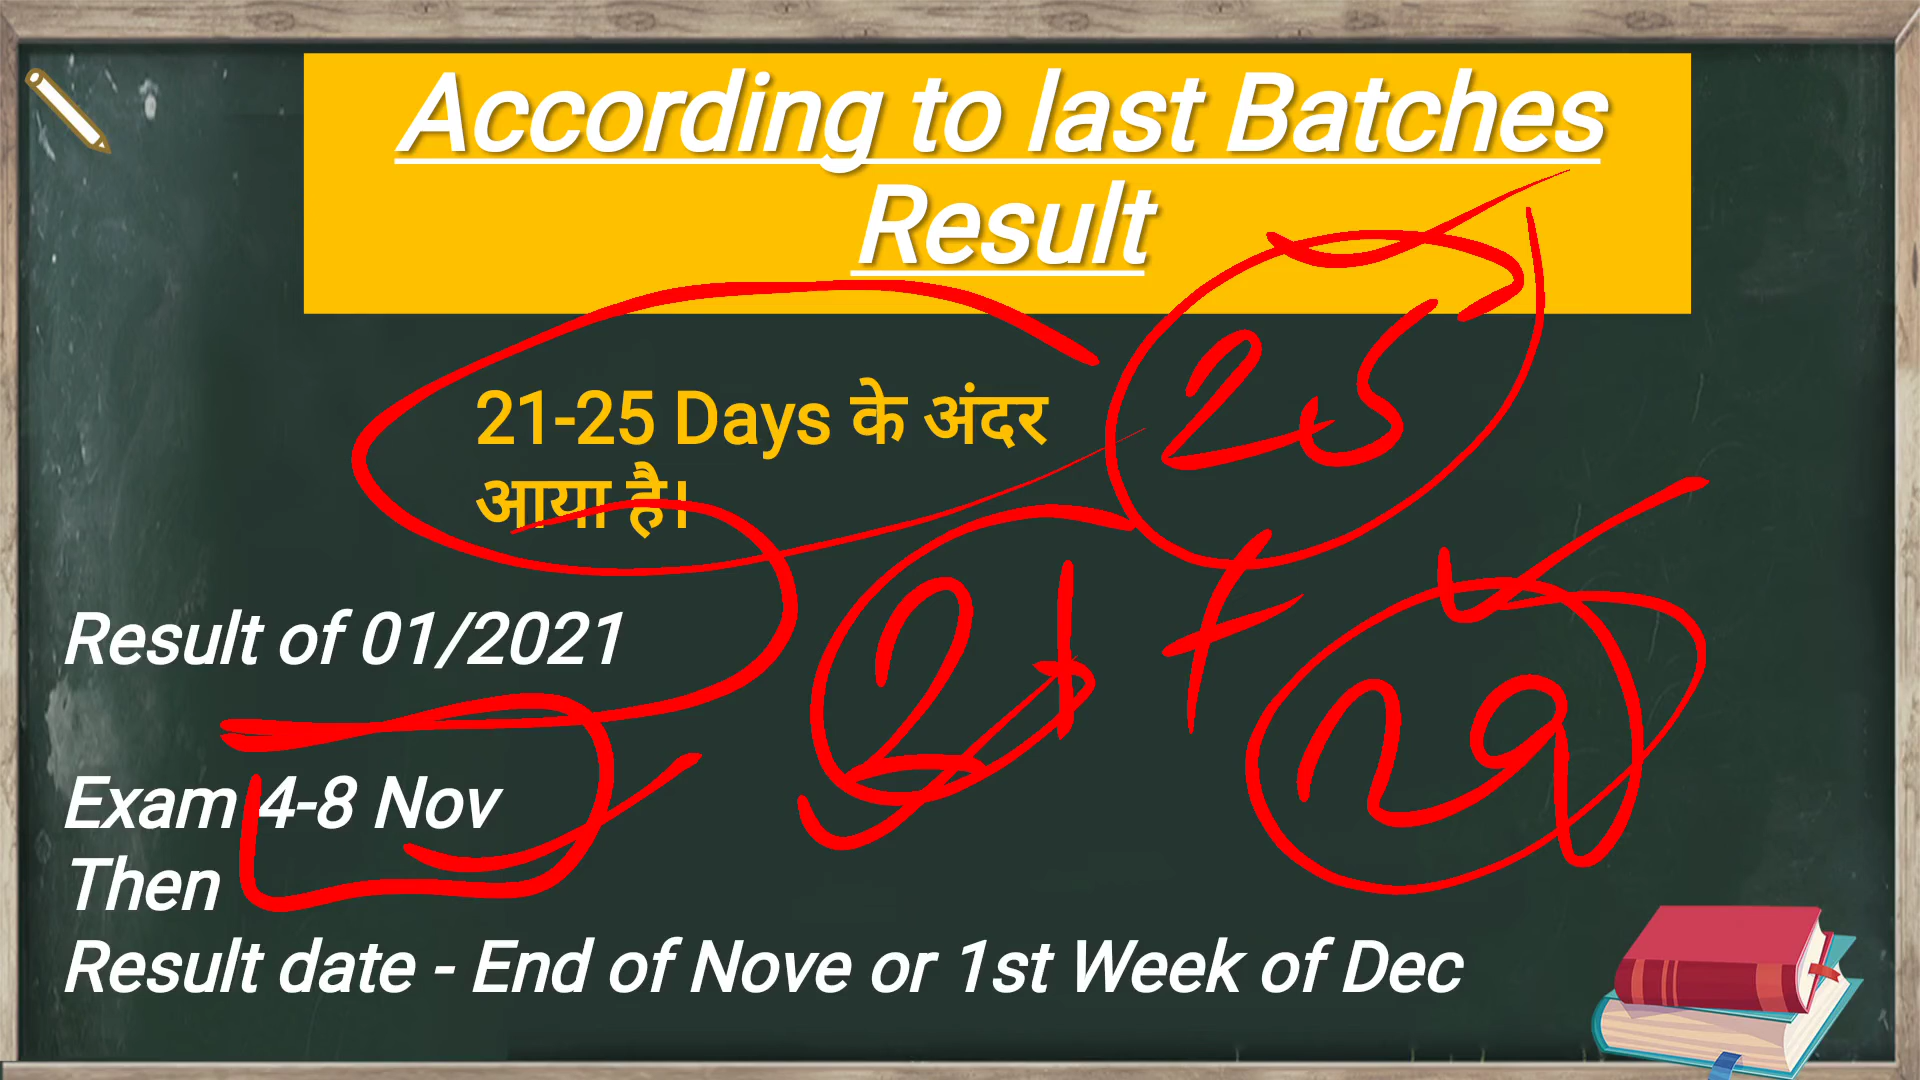 According to last Batches
Result
25
21-25 Days के अंदर
आया है।
21 + 29
Result of 01/2021
Exam 4-8 Nov
Then
Result date - End of Nove or 1st Week of Dec